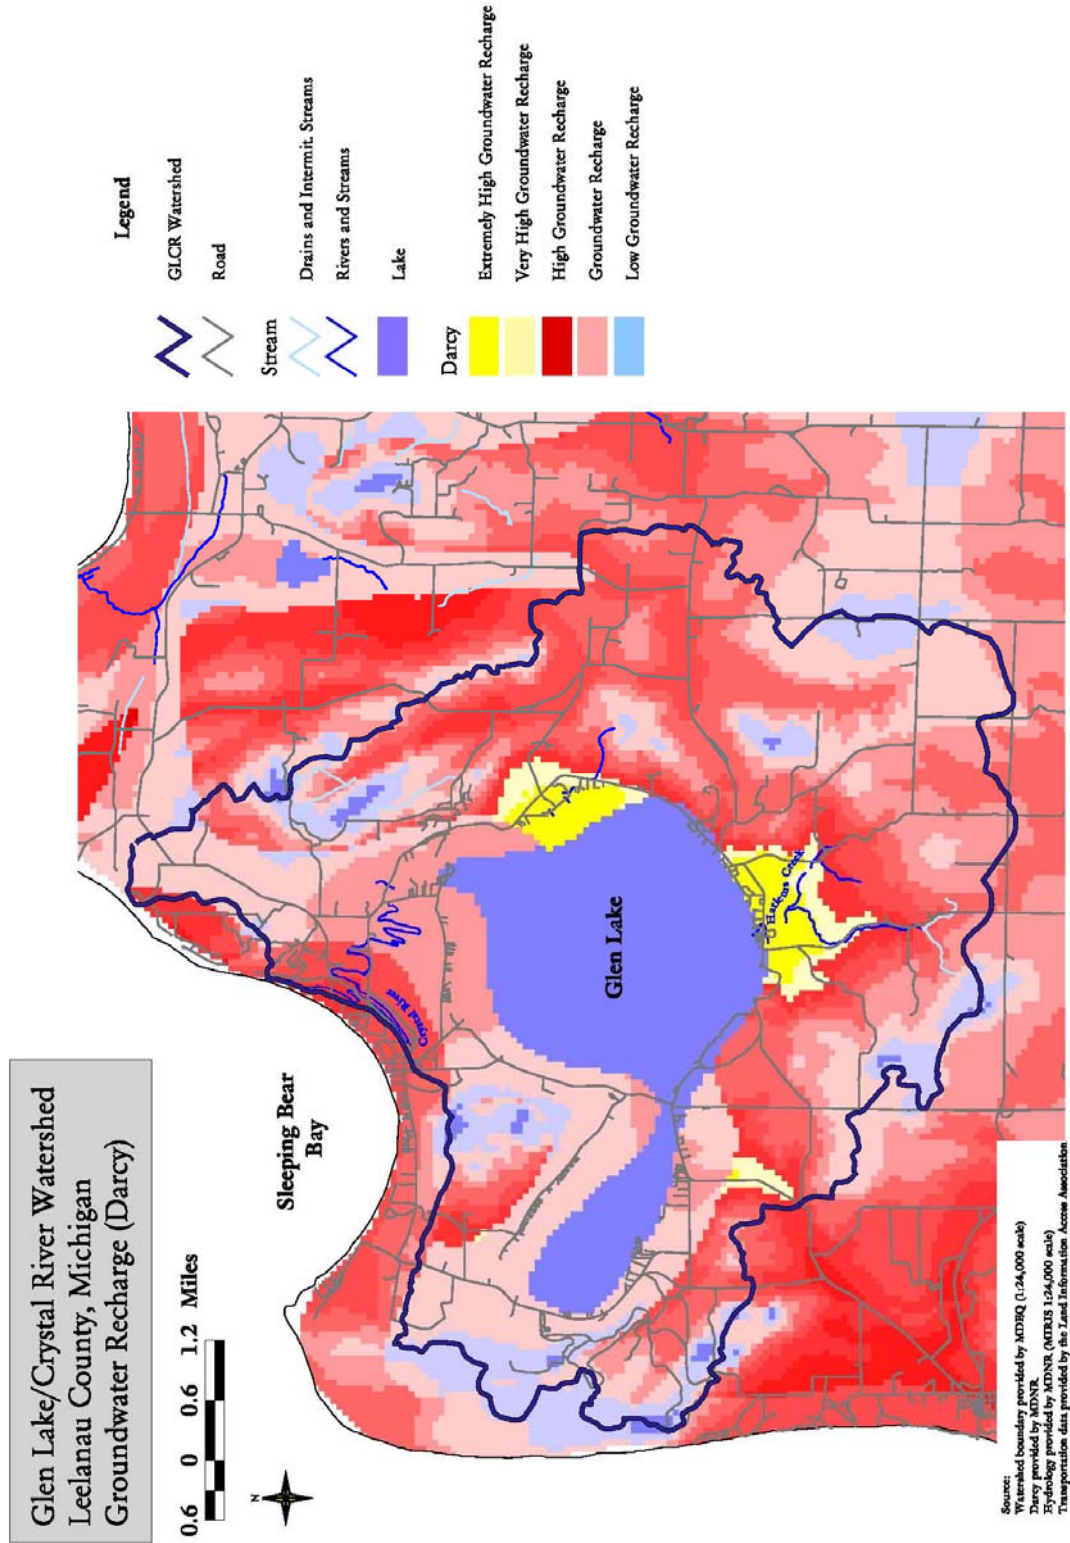 Glen Lake/Crystal River Watershed
Leelanau County, Michigan
Groundwater Recharge (Darcy)
0.6 0 0.6 1.2 Miles
N
Sleeping Bear
Bay
Crystal River
Glen Lake
Harkens Creek
Legend
GLCR Watershed
Road
Stream
Drains and Intermit. Streams
Rivers and Streams
Lake
Darcy
Extremely High Groundwater Recharge
Very High Groundwater Recharge
High Groundwater Recharge
Groundwater Recharge
Low Groundwater Recharge
Source:
Watershed boundary provided by MDEQ (1:24,000 scale)
Darcy provided by MDNR
Hydrology provided by MDNR (MIRIS 1:24,000 scale)
Transportation data provided by the Land Information Access Association